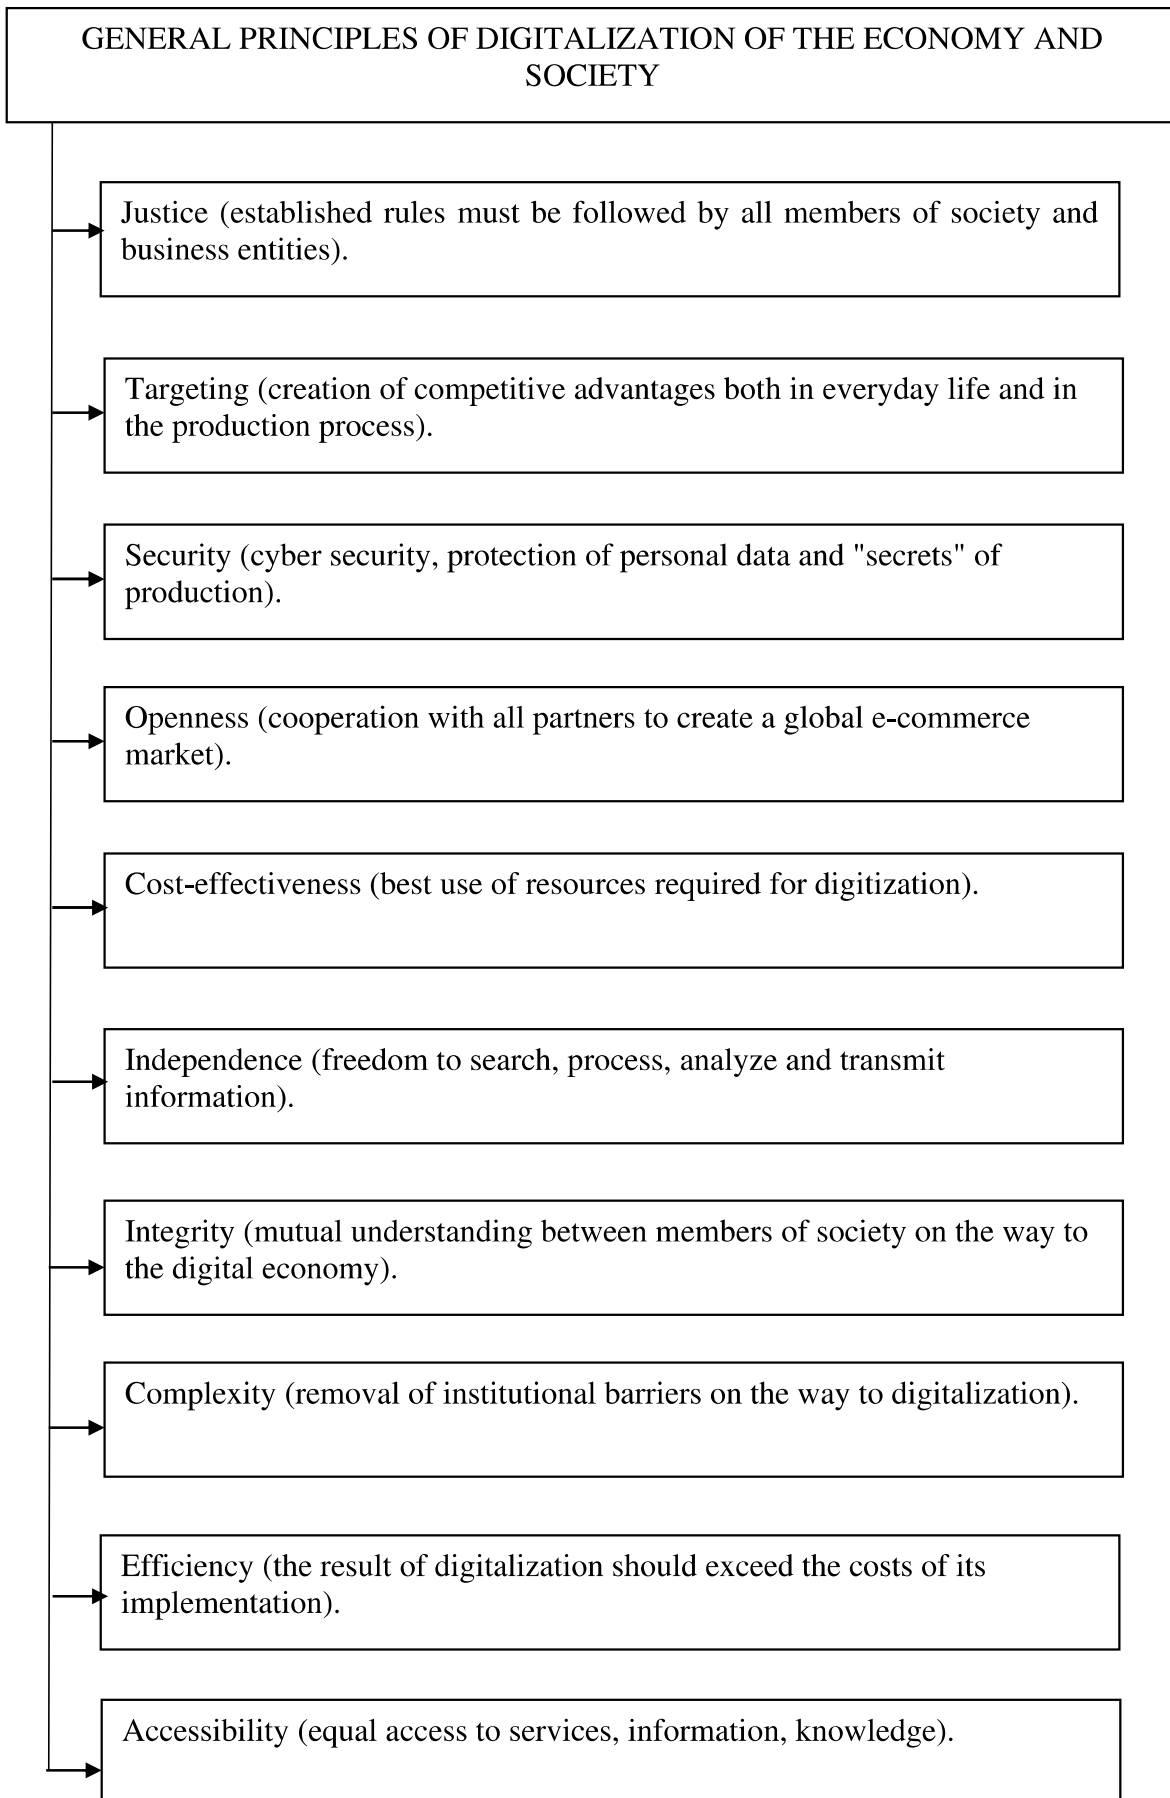 GENERAL PRINCIPLES OF DIGITALIZATION OF THE ECONOMY AND
SOCIETY
Justice (established rules must be followed by all members of society and
business entities).
Targeting (creation of competitive advantages both in everyday life and in
the production process).
Security (cyber security, protection of personal data and "secrets" of
production).
Openness (cooperation with all partners to create a global e-commerce
market).
Cost-effectiveness (best use of resources required for digitization).
Independence (freedom to search, process, analyze and transmit
information).
Integrity (mutual understanding between members of society on the way to
the digital economy).
Complexity (removal of institutional barriers on the way to digitalization).
Efficiency (the result of digitalization should exceed the costs of its
implementation).
Accessibility (equal access to services, information, knowledge).